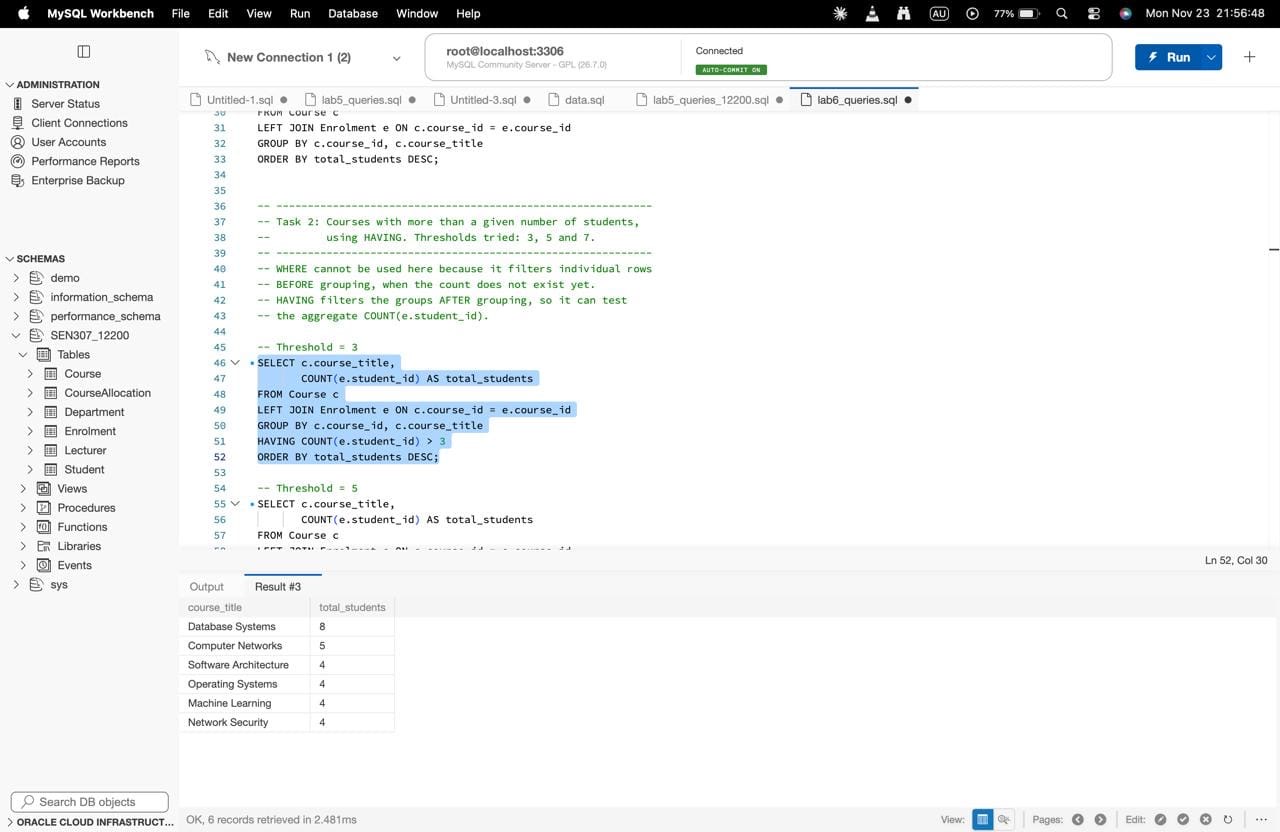 MySQL Workbench File Edit View Run Database Window Help AU 77% Mon Nov 23 21:56:48
New Connection 1 (2)
root@localhost:3306
MySQL Community Server - GPL (26.7.0)
Connected
AUTO-COMMIT ON
Run
ADMINISTRATION
Server Status
Client Connections
User Accounts
Performance Reports
Enterprise Backup
SCHEMAS
demo
information_schema
performance_schema
SEN307_12200
Tables
Course
CourseAllocation
Department
Enrolment
Lecturer
Student
Views
Procedures
Functions
Libraries
Events
sys
Search DB objects
ORACLE CLOUD INFRASTRUCT...
Untitled-1.sql lab5_queries.sql Untitled-3.sql data.sql lab5_queries_12200.sql lab6_queries.sql
30 FROM Course c
31 LEFT JOIN Enrolment e ON c.course_id = e.course_id
32 GROUP BY c.course_id, c.course_title
33 ORDER BY total_students DESC;
34
35
36 -- ------------------------------------------------------------
37 -- Task 2: Courses with more than a given number of students,
38 -- using HAVING. Thresholds tried: 3, 5 and 7.
39 -- ------------------------------------------------------------
40 -- WHERE cannot be used here because it filters individual rows
41 -- BEFORE grouping, when the count does not exist yet.
42 -- HAVING filters the groups AFTER grouping, so it can test
43 -- the aggregate COUNT(e.student_id).
44
45 -- Threshold = 3
46 SELECT c.course_title,
47 COUNT(e.student_id) AS total_students
48 FROM Course c
49 LEFT JOIN Enrolment e ON c.course_id = e.course_id
50 GROUP BY c.course_id, c.course_title
51 HAVING COUNT(e.student_id) > 3
52 ORDER BY total_students DESC;
53
54 -- Threshold = 5
55 SELECT c.course_title,
56 COUNT(e.student_id) AS total_students
57 FROM Course c
58 LEFT JOIN Enrolment e ON c.course_id = e.course_id
Ln 52, Col 30
Output Result #3
course_title total_students
Database Systems 8
Computer Networks 5
Software Architecture 4
Operating Systems 4
Machine Learning 4
Network Security 4
OK, 6 records retrieved in 2.481ms
View: Pages: Edit: ...